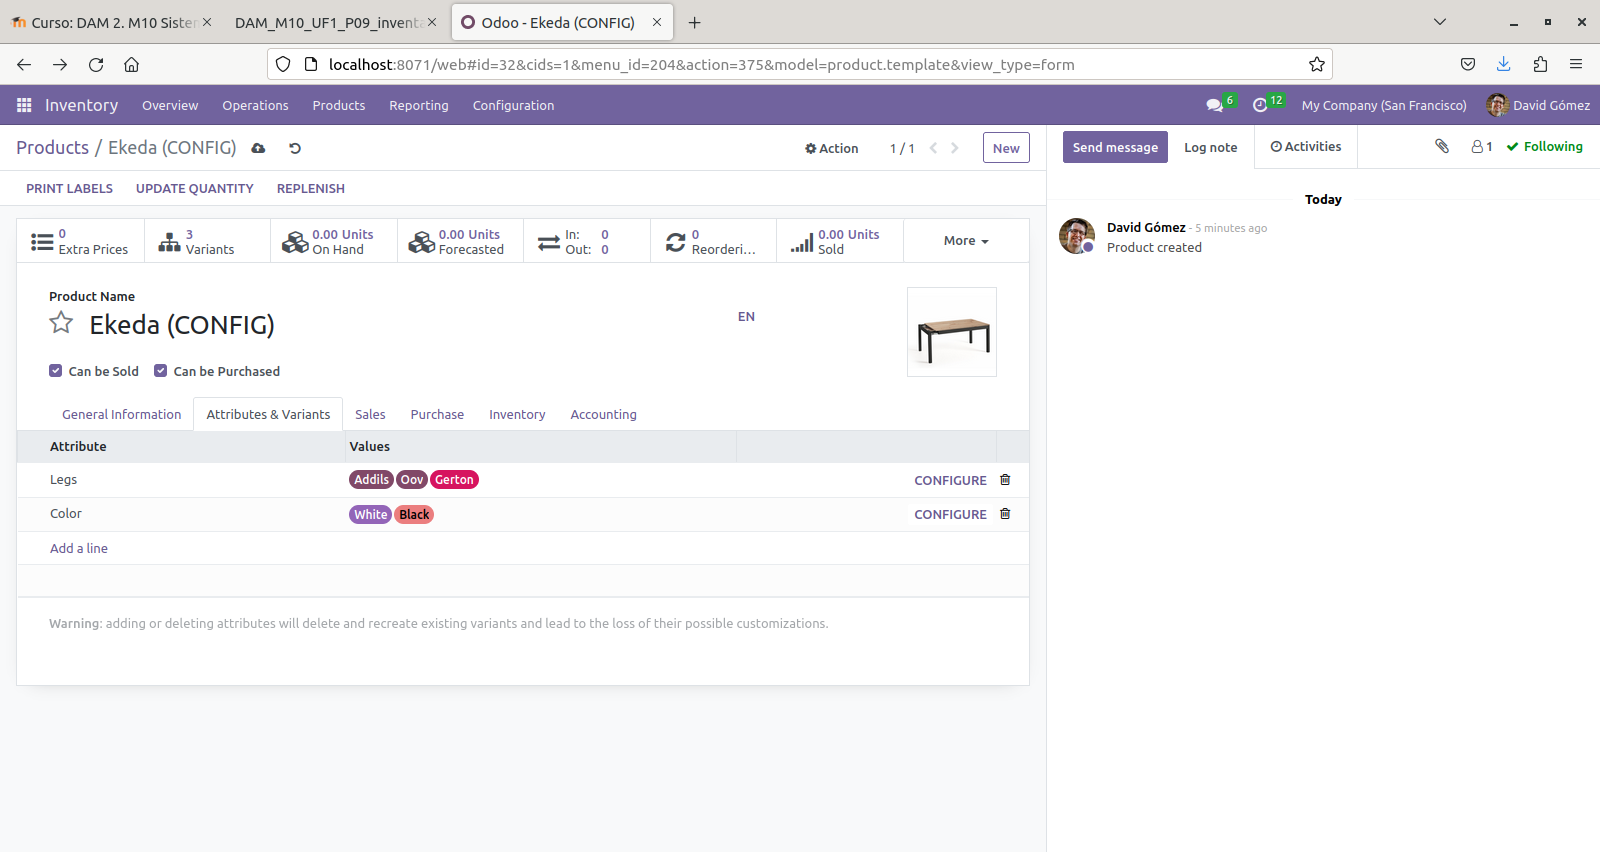 Curso: DAM 2. M10 Sister
DAM_M10_UF1_P09_inventa
Odoo - Ekeda (CONFIG)
localhost:8071/web#id=32&cids=1&menu_id=204&action=375&model=product.template&view_type=form
Inventory Overview Operations Products Reporting Configuration 6 12 My Company (San Francisco) David Gómez
Products / Ekeda (CONFIG) Action 1 / 1 New
Send message Log note Activities 1 Following
PRINT LABELS UPDATE QUANTITY REPLENISH
0 Extra Prices
3 Variants
0.00 Units On Hand
0.00 Units Forecasted
In: 0
Out: 0
0 Reorderi...
0.00 Units Sold
More
Product Name
Ekeda (CONFIG)
EN
Can be Sold Can be Purchased
General Information Attributes & Variants Sales Purchase Inventory Accounting
Attribute Values
Legs Addils Oov Gerton CONFIGURE
Color White Black CONFIGURE
Add a line
Warning: adding or deleting attributes will delete and recreate existing variants and lead to the loss of their possible customizations.
Today
David Gómez - 5 minutes ago
Product created